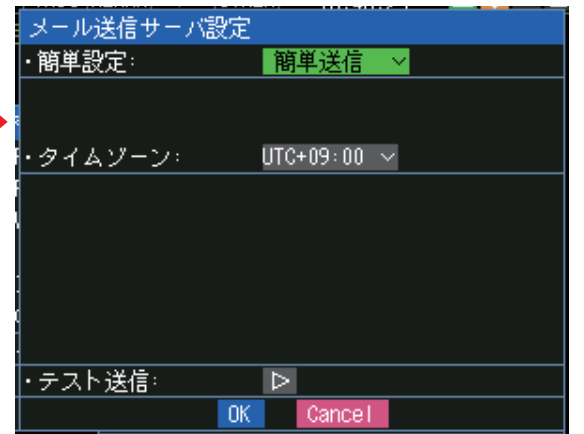 メール送信サーバ設定
・簡単設定: 簡単送信
・タイムゾーン: UTC+09:00
・テスト送信:
OK Cancel